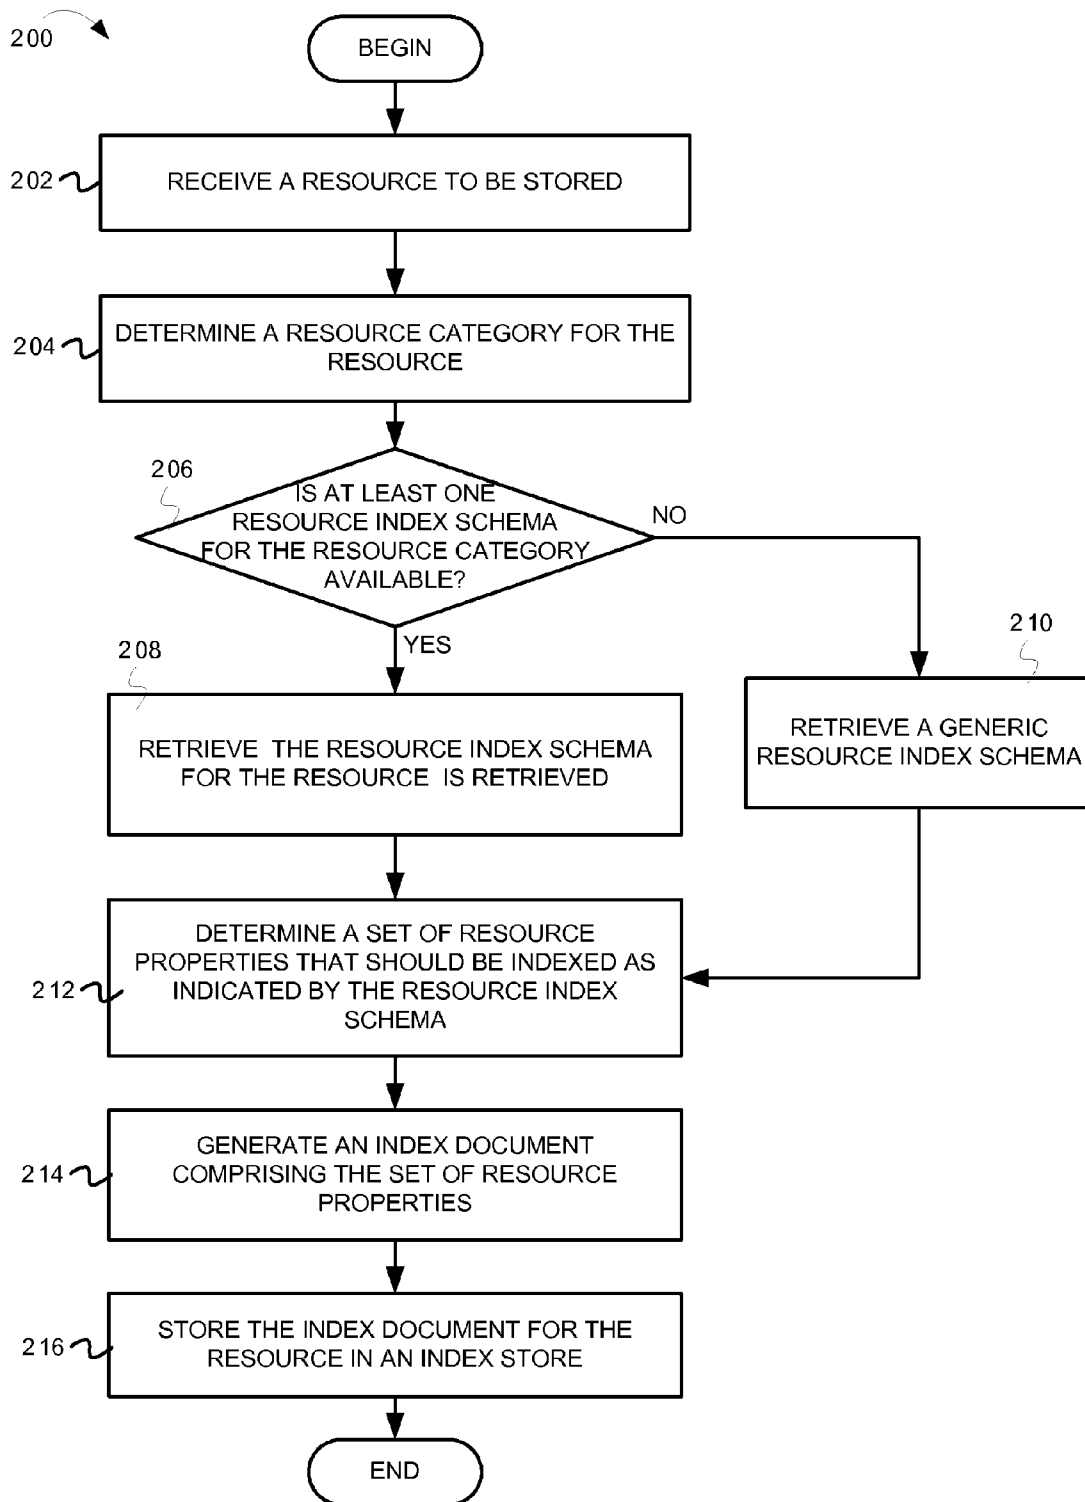 200
BEGIN
202
RECEIVE A RESOURCE TO BE STORED
204
DETERMINE A RESOURCE CATEGORY FOR THE
RESOURCE
206
IS AT LEAST ONE
RESOURCE INDEX SCHEMA
FOR THE RESOURCE CATEGORY
AVAILABLE?
NO
YES
208
RETRIEVE THE RESOURCE INDEX SCHEMA
FOR THE RESOURCE IS RETRIEVED
210
RETRIEVE A GENERIC
RESOURCE INDEX SCHEMA
212
DETERMINE A SET OF RESOURCE
PROPERTIES THAT SHOULD BE INDEXED AS
INDICATED BY THE RESOURCE INDEX
SCHEMA
214
GENERATE AN INDEX DOCUMENT
COMPRISING THE SET OF RESOURCE
PROPERTIES
216
STORE THE INDEX DOCUMENT FOR THE
RESOURCE IN AN INDEX STORE
END